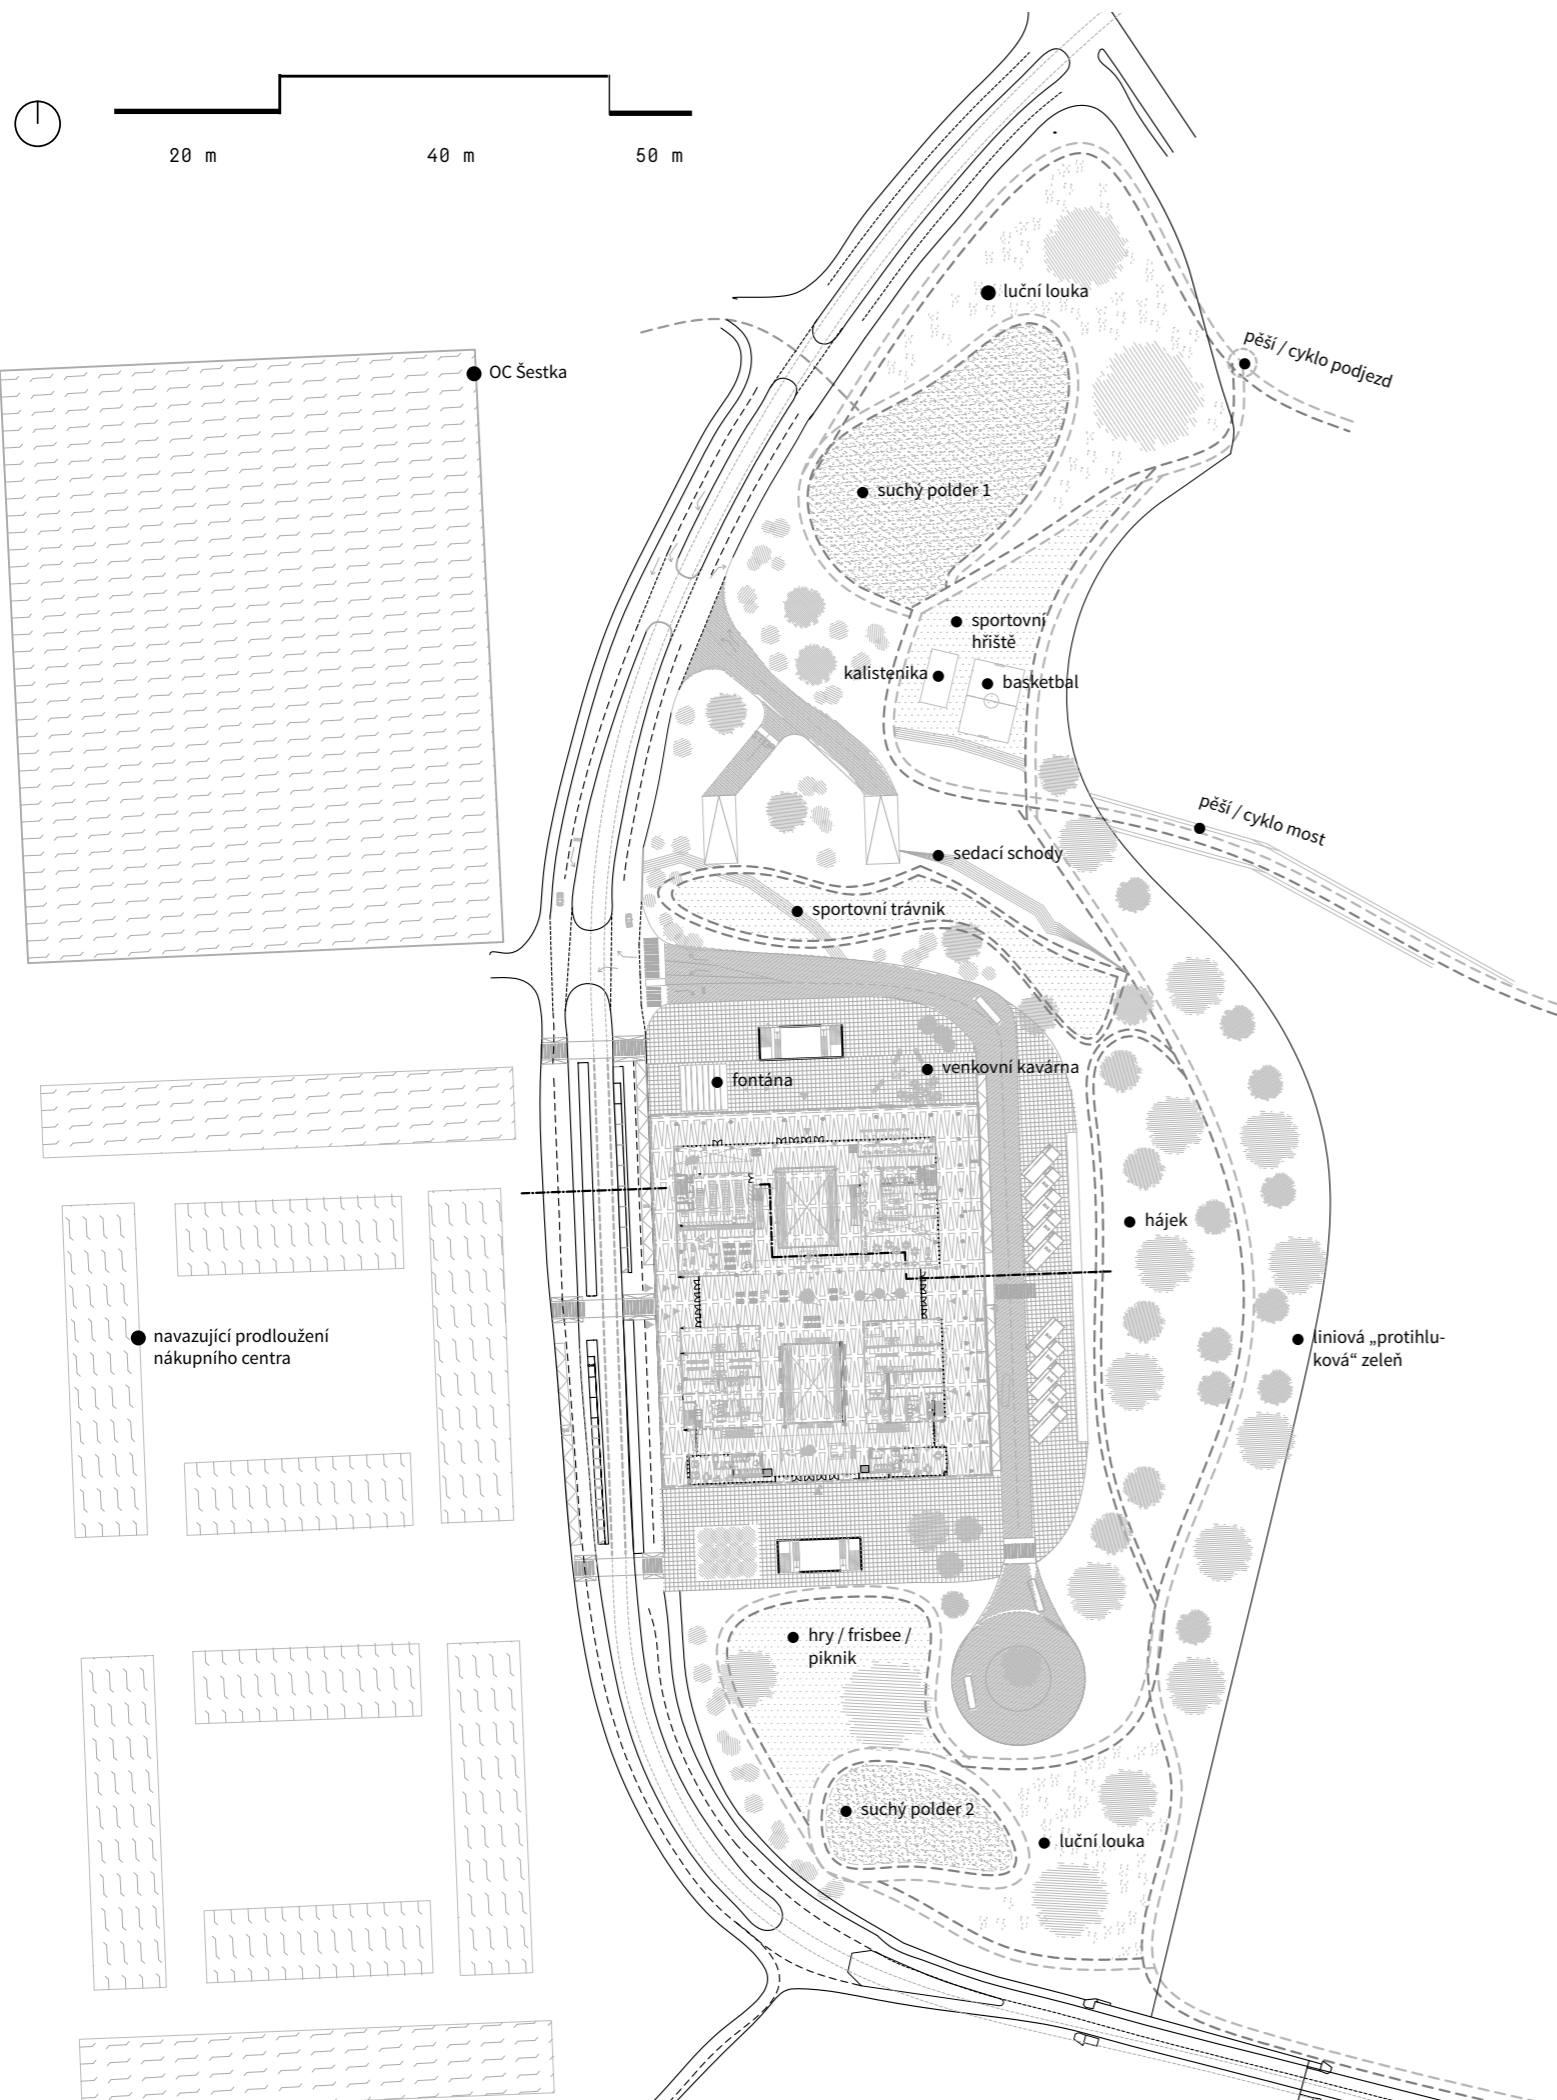 20 m
40 m
50 m
luční louka
pěší / cyklo podjezd
OC Šestka
suchý polder 1
sportovní
hřiště
kalistenika
basketbal
pěší / cyklo most
sedací schody
sportovní trávnik
venkovní kavárna
fontána
hájek
navazující prodloužení
nákupního centra
liniová „protihlu-
ková“ zeleň
hry / frisbee /
piknik
suchý polder 2
luční louka